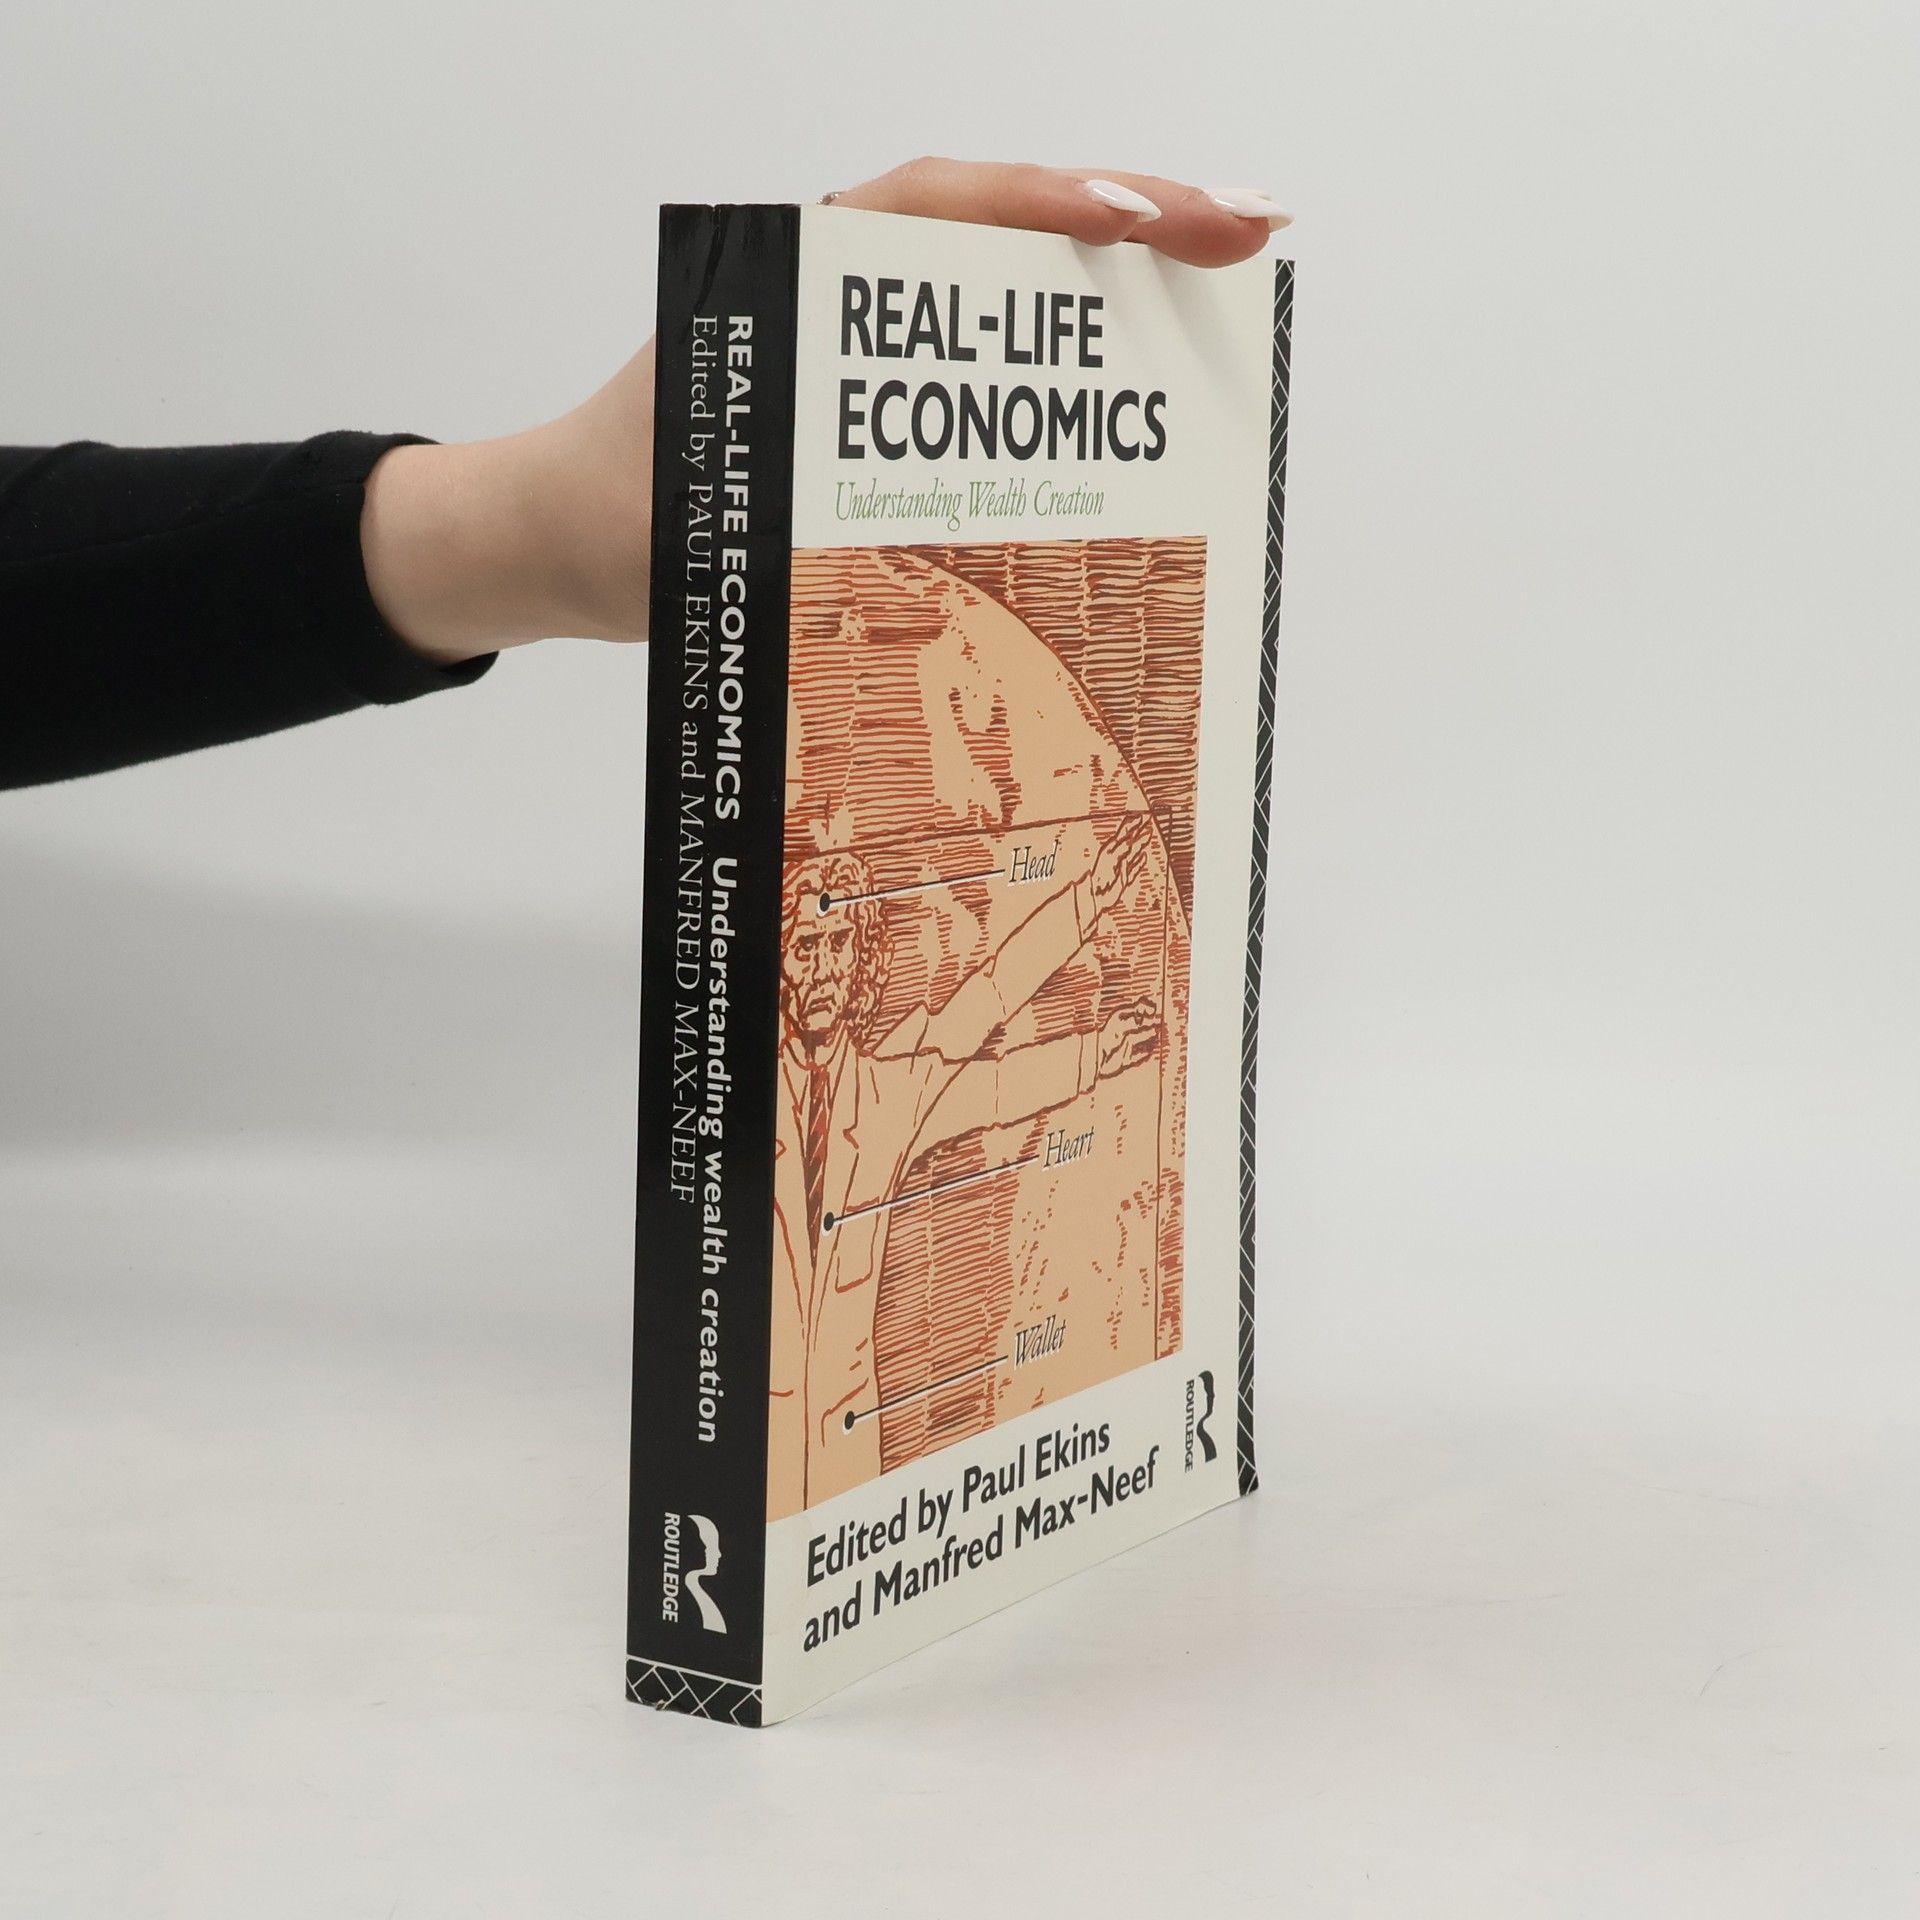 REAL-LIFE ECONOMICS Understanding wealth creation
Edited by PAUL EKINS and MANFRED MAX-NEEF
ROUTLEDGE
REAL-LIFE
ECONOMICS
Understanding Wealth Creation
Head
Heart
Wallet
Edited by Paul Ekins
and Manfred Max-Neef
ROUTLEDGE